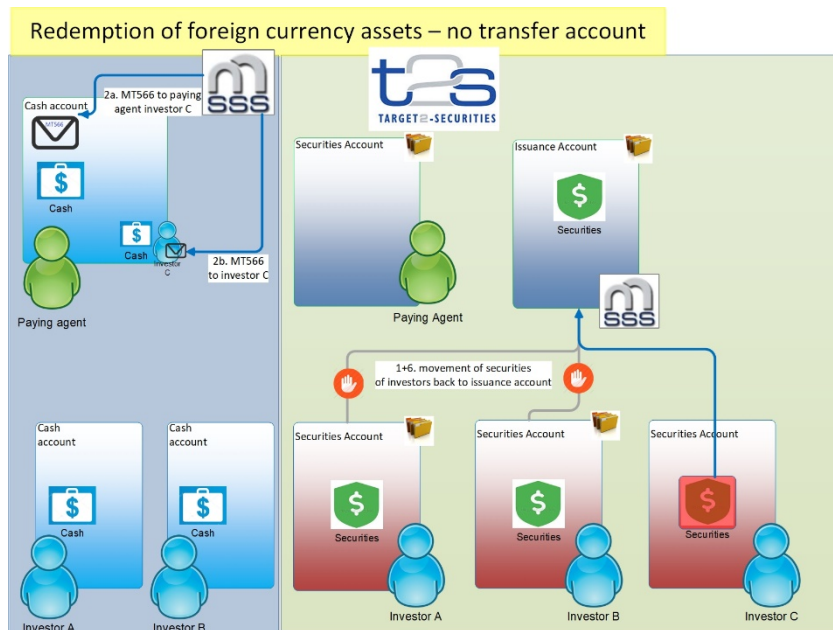 Redemption of foreign currency assets – no transfer account
2a. MT566 to paying
agent investor C
Cash account
MT566
Cash
Cash
Investor
C
2b. MT566
to investor C
Paying agent
m
sss
t2s
TARGET2-SECURITIES
Securities Account
Paying Agent
Issuance Account
Securities
m
sss
1+6. movement of securities
of investors back to issuance account
Cash
account
Cash
Investor A
Cash
account
Cash
Investor B
Securities Account
Securities
Investor A
Securities Account
Securities
Investor B
Securities Account
Securities
Investor C